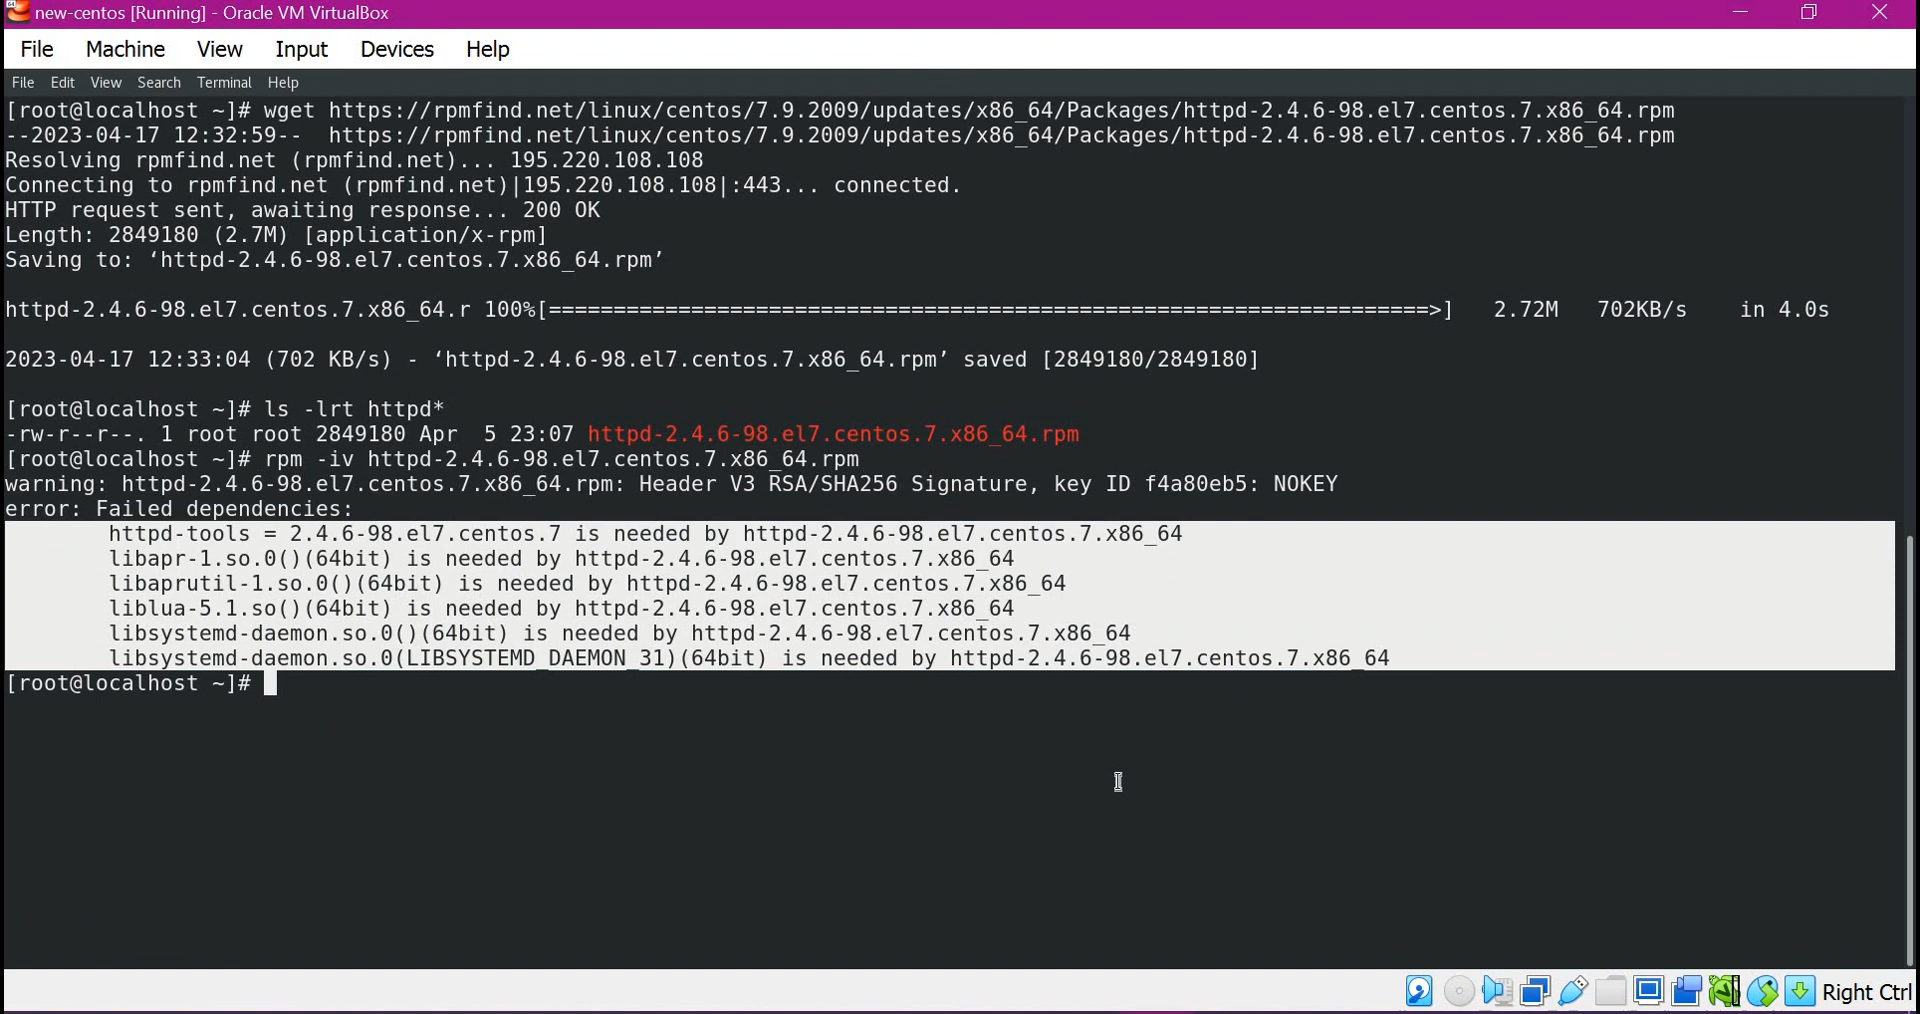 new-centos [Running] - Oracle VM VirtualBox
File Machine View Input Devices Help
File Edit View Search Terminal Help
[root@localhost ~]# wget https://rpmfind.net/linux/centos/7.9.2009/updates/x86_64/Packages/httpd-2.4.6-98.el7.centos.7.x86_64.rpm
--2023-04-17 12:32:59--  https://rpmfind.net/linux/centos/7.9.2009/updates/x86_64/Packages/httpd-2.4.6-98.el7.centos.7.x86_64.rpm
Resolving rpmfind.net (rpmfind.net)... 195.220.108.108
Connecting to rpmfind.net (rpmfind.net)|195.220.108.108|:443... connected.
HTTP request sent, awaiting response... 200 OK
Length: 2849180 (2.7M) [application/x-rpm]
Saving to: ‘httpd-2.4.6-98.el7.centos.7.x86_64.rpm’
httpd-2.4.6-98.el7.centos.7.x86_64.r 100%[====================================================================>]   2.72M   702KB/s    in 4.0s
2023-04-17 12:33:04 (702 KB/s) - ‘httpd-2.4.6-98.el7.centos.7.x86_64.rpm’ saved [2849180/2849180]
[root@localhost ~]# ls -lrt httpd*
-rw-r--r--. 1 root root 2849180 Apr  5 23:07 httpd-2.4.6-98.el7.centos.7.x86_64.rpm
[root@localhost ~]# rpm -iv httpd-2.4.6-98.el7.centos.7.x86_64.rpm
warning: httpd-2.4.6-98.el7.centos.7.x86_64.rpm: Header V3 RSA/SHA256 Signature, key ID f4a80eb5: NOKEY
error: Failed dependencies:
httpd-tools = 2.4.6-98.el7.centos.7 is needed by httpd-2.4.6-98.el7.centos.7.x86_64
libapr-1.so.0()(64bit) is needed by httpd-2.4.6-98.el7.centos.7.x86_64
libaprutil-1.so.0()(64bit) is needed by httpd-2.4.6-98.el7.centos.7.x86_64
liblua-5.1.so()(64bit) is needed by httpd-2.4.6-98.el7.centos.7.x86_64
libsystemd-daemon.so.0()(64bit) is needed by httpd-2.4.6-98.el7.centos.7.x86_64
libsystemd-daemon.so.0(LIBSYSTEMD_DAEMON_31)(64bit) is needed by httpd-2.4.6-98.el7.centos.7.x86_64
[root@localhost ~]#
Right Ctrl